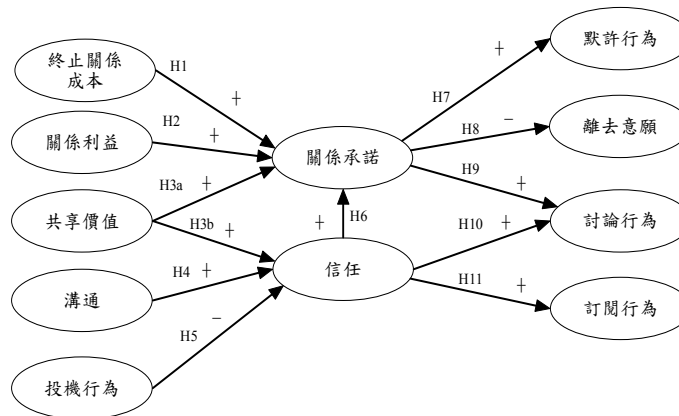 終止關係
成本
關係利益
共享價值
溝通
投機行為
關係承諾
信任
默許行為
離去意願
討論行為
訂閱行為
H1
+
H2
+
H3a
+
H3b
+
H4
+
H5
−
H6
+
H7
+
H8
−
H9
+
H10
+
H11
+